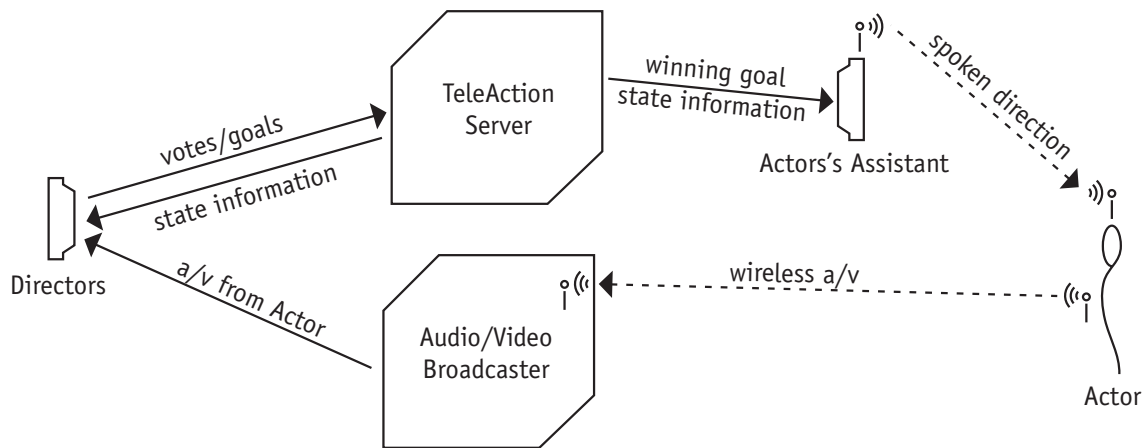 TeleAction
Server
votes/goals
state information
winning goal
state information
Actors's Assistant
spoken direction
Directors
a/v from Actor
Audio/Video
Broadcaster
wireless a/v
Actor